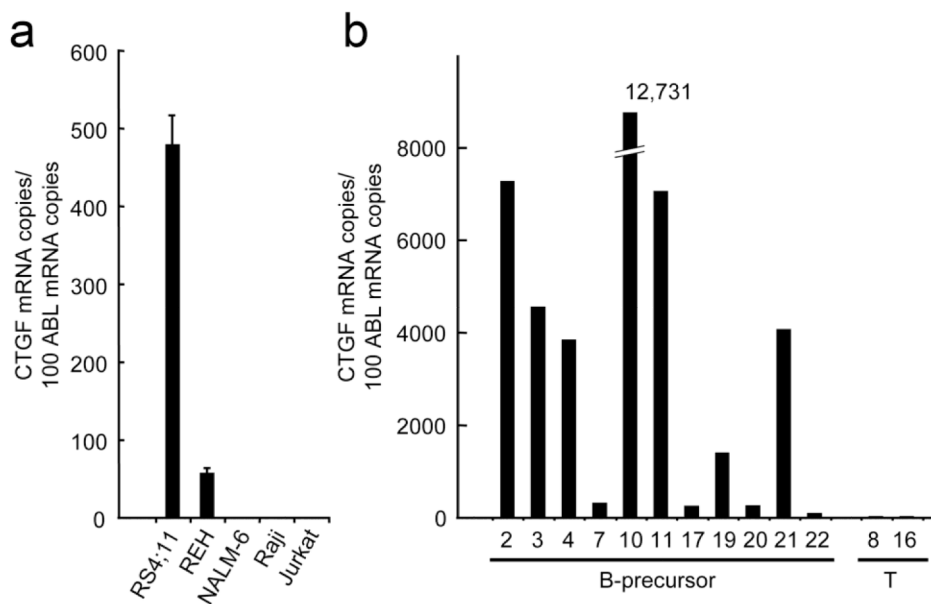 a
600
500
400
300
200
100
0
CTGF mRNA copies/
100 ABL mRNA copies
RS4;11
REH
NALM-6
Raji
Jurkat
b
12,731
8000
6000
4000
2000
0
CTGF mRNA copies/
100 ABL mRNA copies
2 3 4 7 10 11 17 19 20 21 22 8 16
B-precursor T